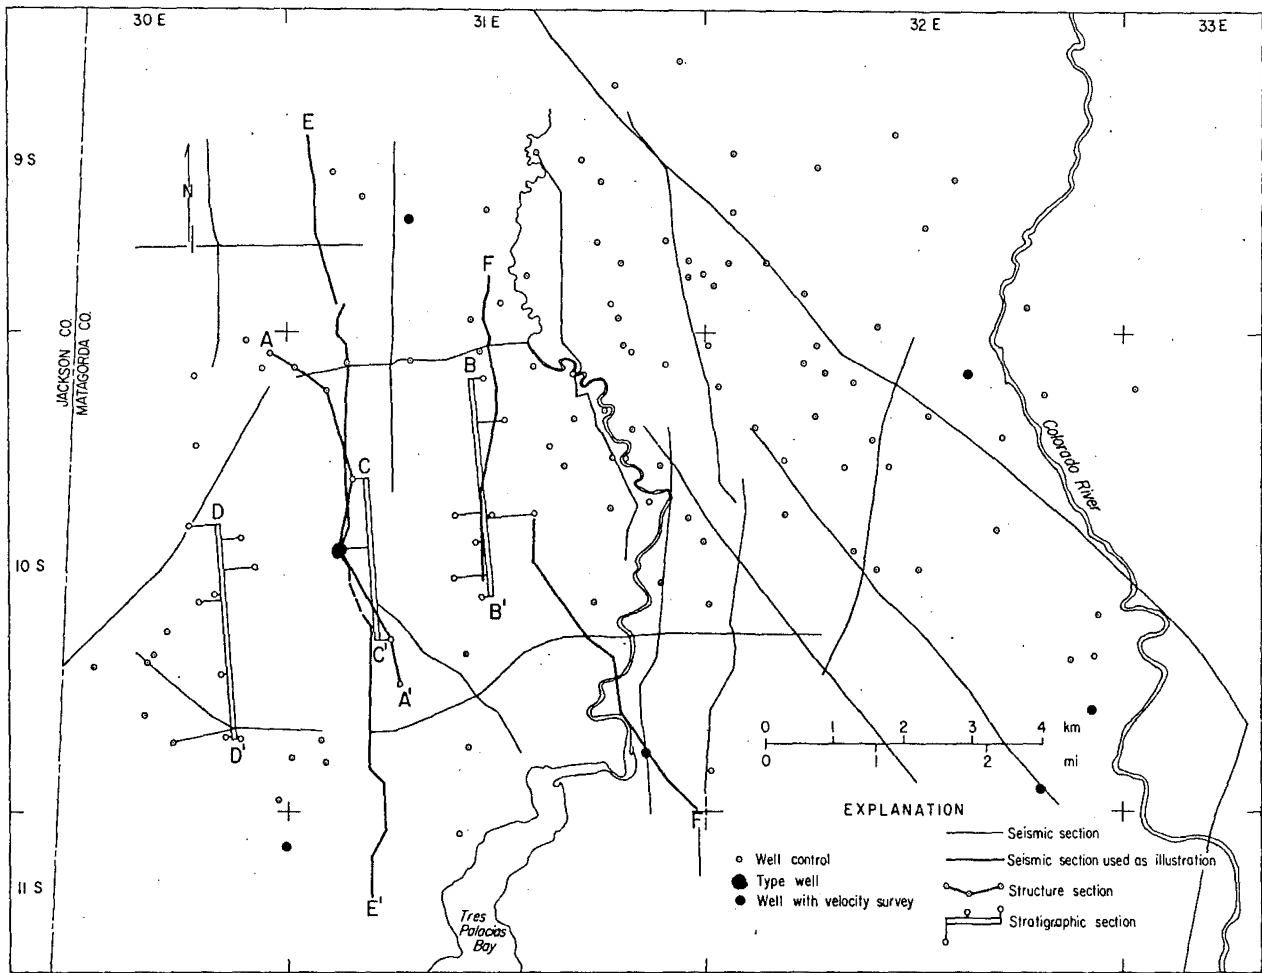 30 E
31 E
32 E
33 E
E
9 S
N
F
A
B
JACKSON CO.
MATAGORDA CO.
Colorado River
C
D
10 S
B'
C'
A'
D'
0 1 2 3 4 km
0 1 2 mi
F'
EXPLANATION
Seismic section
Well control
Seismic section used as illustration
Type well
Structure section
Well with velocity survey
Stratigraphic section
11 S
E'
Tres
Palacias
Bay